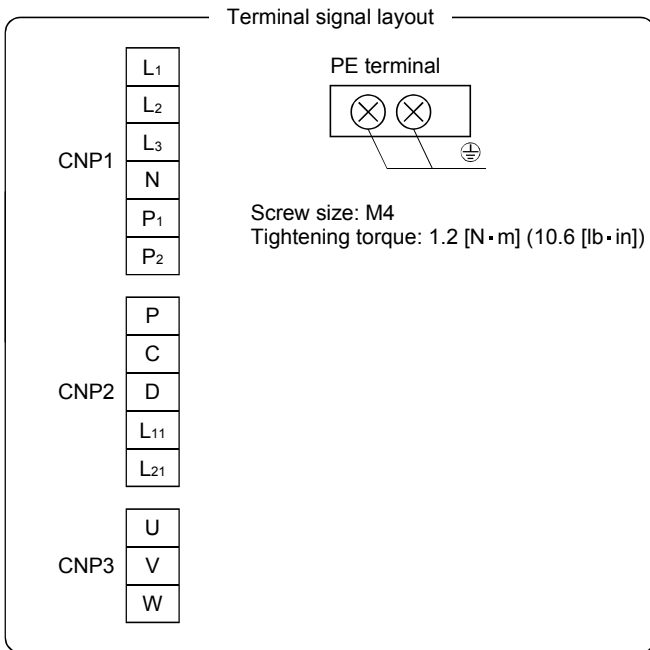 Terminal signal layout
CNP1
L1
L2
L3
N
P1
P2
PE terminal
Screw size: M4
Tightening torque: 1.2 [N・m] (10.6 [lb・in])
CNP2
P
C
D
L11
L21
CNP3
U
V
W